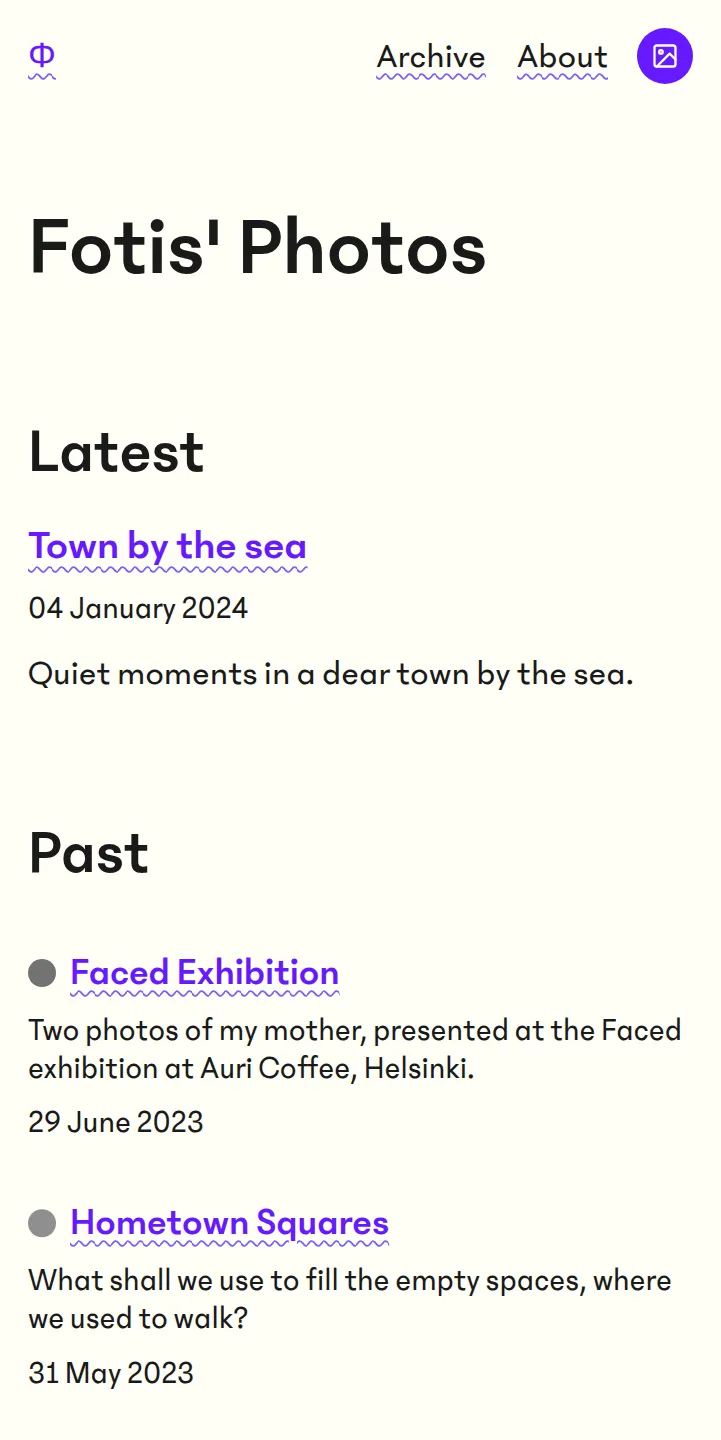 Φ
Archive About
Fotis' Photos
Latest
Town by the sea
04 January 2024
Quiet moments in a dear town by the sea.
Past
Faced Exhibition
Two photos of my mother, presented at the Faced
exhibition at Auri Coffee, Helsinki.
29 June 2023
Hometown Squares
What shall we use to fill the empty spaces, where
we used to walk?
31 May 2023